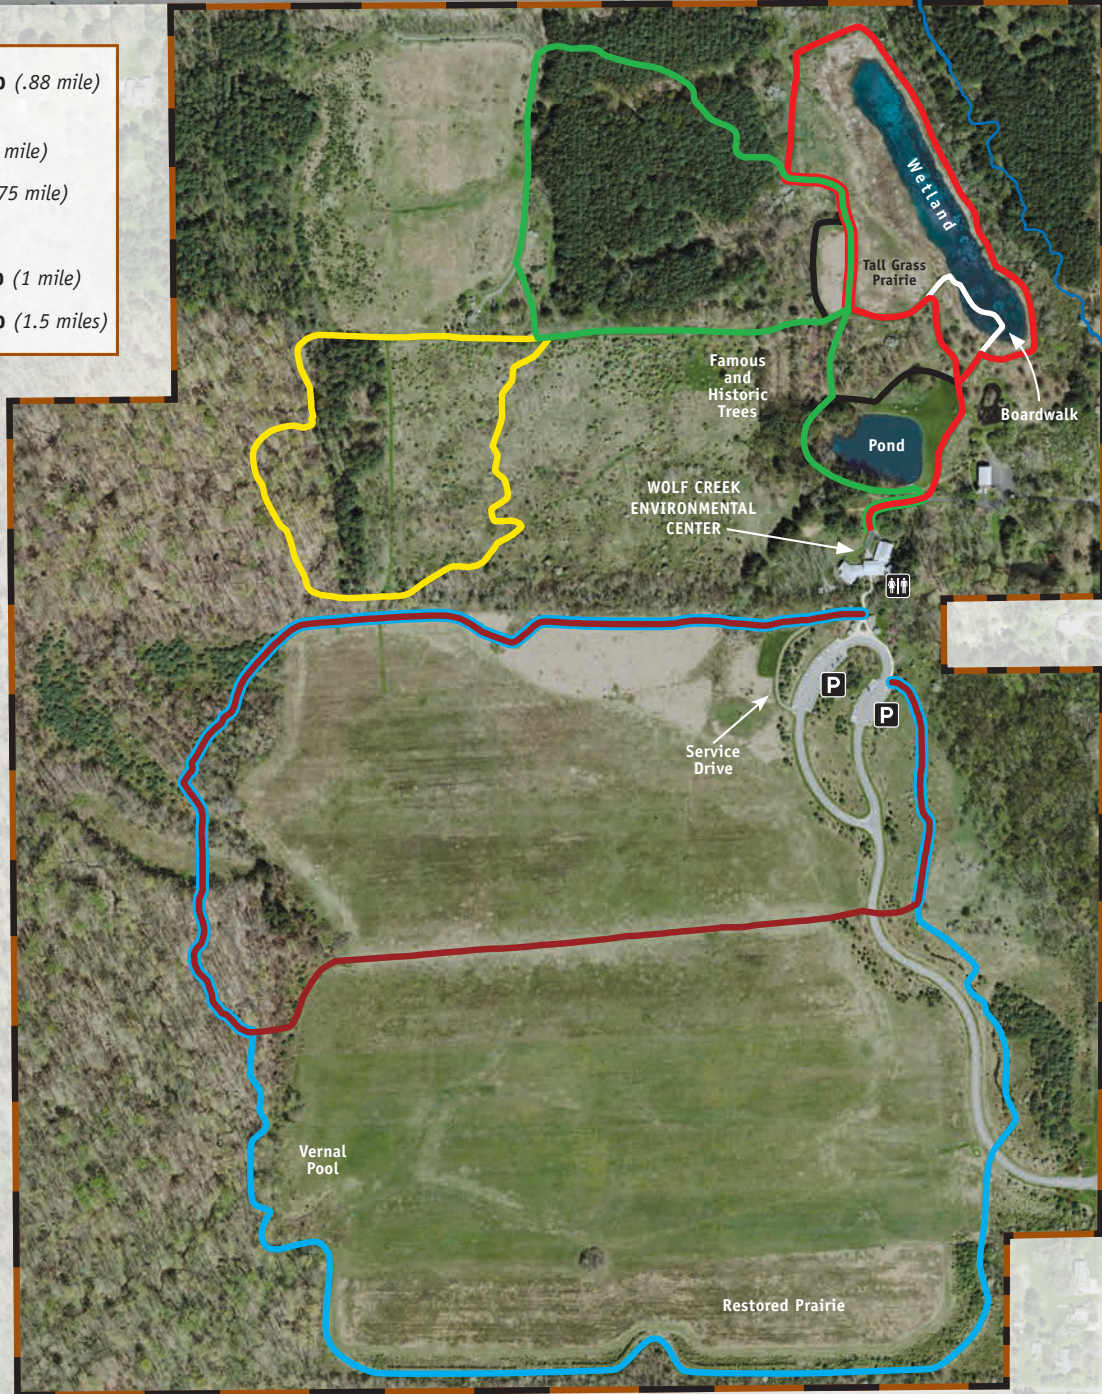 (.88 mile)
mile)
75 mile)
(1 mile)
(1.5 miles)
Wetland
Tall Grass
Prairie
Famous
and
Historic
Trees
Boardwalk
Pond
WOLF CREEK
ENVIRONMENTAL
CENTER
P
P
Service
Drive
Vernal
Pool
Restored Prairie